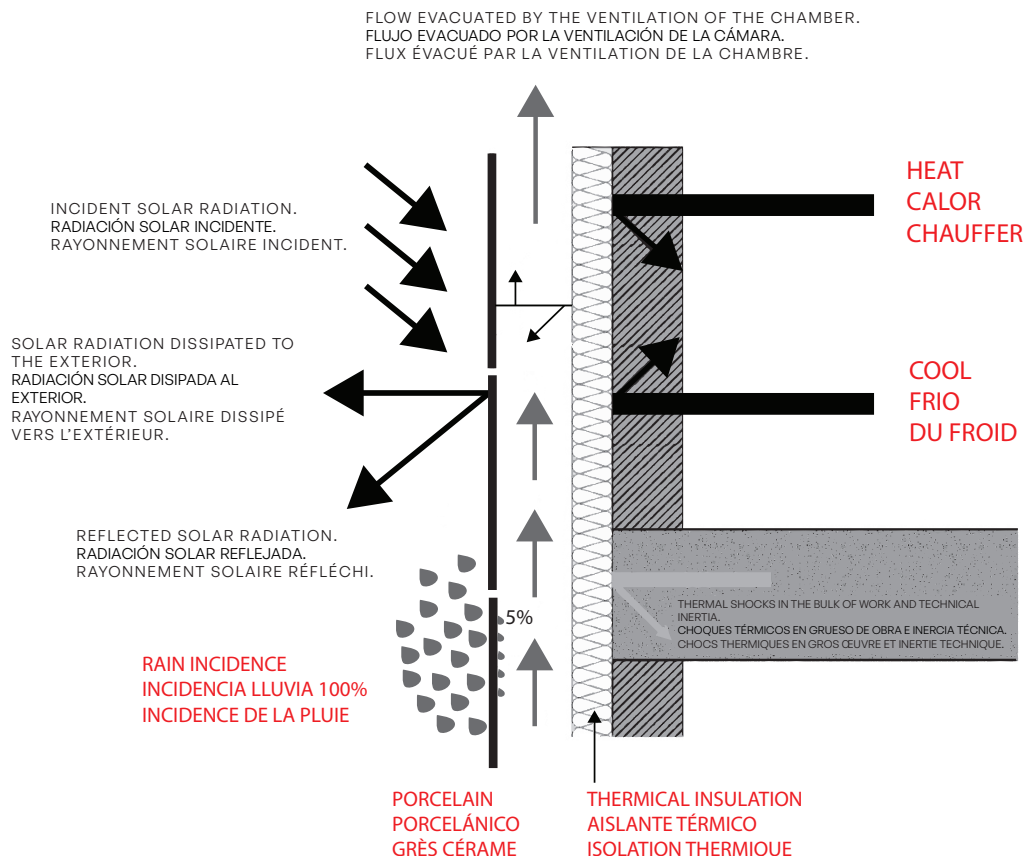 FLOW EVACUATED BY THE VENTILATION OF THE CHAMBER.
FLUJO EVACUADO POR LA VENTILACIÓN DE LA CÁMARA.
FLUX ÉVACUÉ PAR LA VENTILATION DE LA CHAMBRE.
HEAT
CALOR
CHAUFFER
INCIDENT SOLAR RADIATION.
RADIACIÓN SOLAR INCIDENTE.
RAYONNEMENT SOLAIRE INCIDENT.
SOLAR RADIATION DISSIPATED TO
THE EXTERIOR.
RADIACIÓN SOLAR DISIPADA AL
EXTERIOR.
RAYONNEMENT SOLAIRE DISSIPÉ
VERS L'EXTÉRIEUR.
COOL
FRIO
DU FROID
REFLECTED SOLAR RADIATION.
RADIACIÓN SOLAR REFLEJADA.
RAYONNEMENT SOLAIRE RÉFLÉCHI.
5%
THERMAL SHOCKS IN THE BULK OF WORK AND TECHNICAL
INERTIA.
CHOQUES TÉRMICOS EN GRUESO DE OBRA E INERCIA TÉCNICA.
CHOCS THERMIQUES EN GROS ŒUVRE ET INERTIE TECHNIQUE.
RAIN INCIDENCE
INCIDENCIA LLUVIA 100%
INCIDENCE DE LA PLUIE
PORCELAIN
PORCELÁNICO
GRÈS CÉRAME
THERMICAL INSULATION
AISLANTE TÉRMICO
ISOLATION THERMIQUE